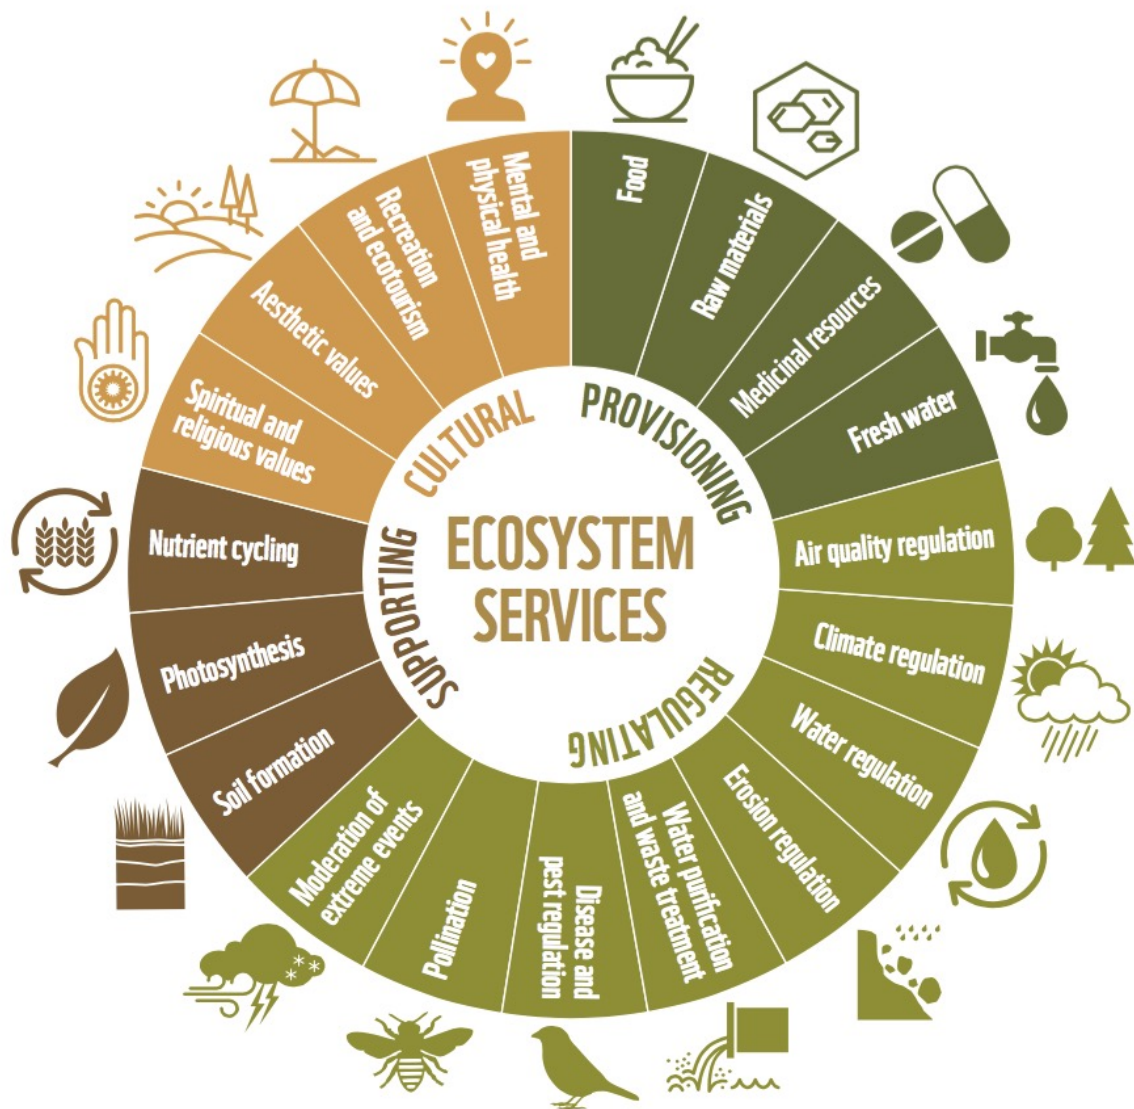 ECOSYSTEM
SERVICES
PROVISIONING
Food
Raw materials
Medicinal resources
Fresh water
REGULATING
Air quality regulation
Climate regulation
Water regulation
Erosion regulation
Water purification
and waste treatment
Disease and
pest regulation
Pollination
Moderation of
extreme events
SUPPORTING
Soil formation
Photosynthesis
Nutrient cycling
CULTURAL
Spiritual and
religious values
Aesthetic values
Recreation
and ecotourism
Mental and
physical health